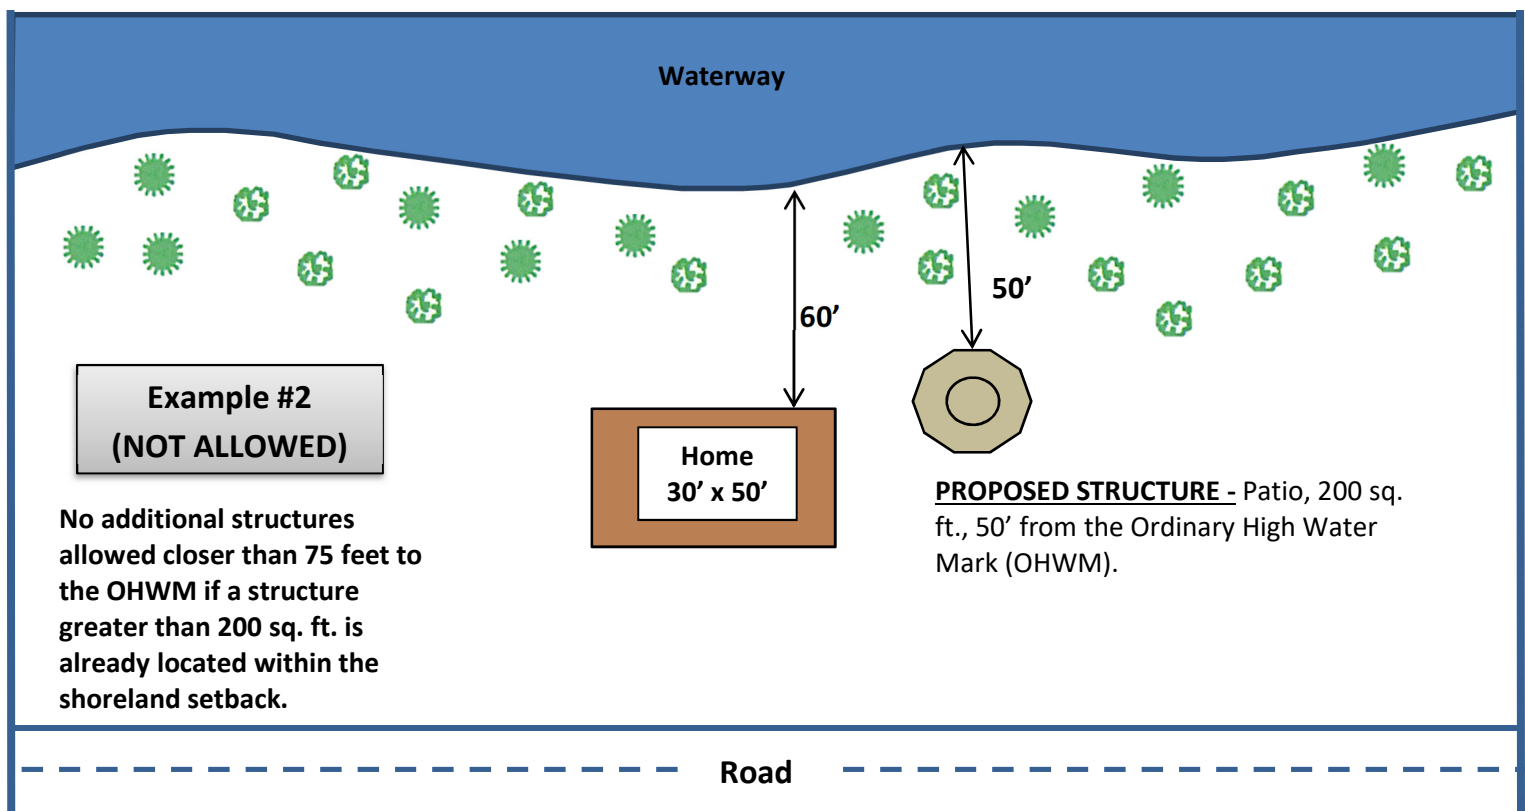 Waterway
60’
50’
Example #2
(NOT ALLOWED)
No additional structures
allowed closer than 75 feet to
the OHWM if a structure
greater than 200 sq. ft. is
already located within the
shoreland setback.
Home
30’ x 50’
PROPOSED STRUCTURE - Patio, 200 sq.
ft., 50’ from the Ordinary High Water
Mark (OHWM).
Road